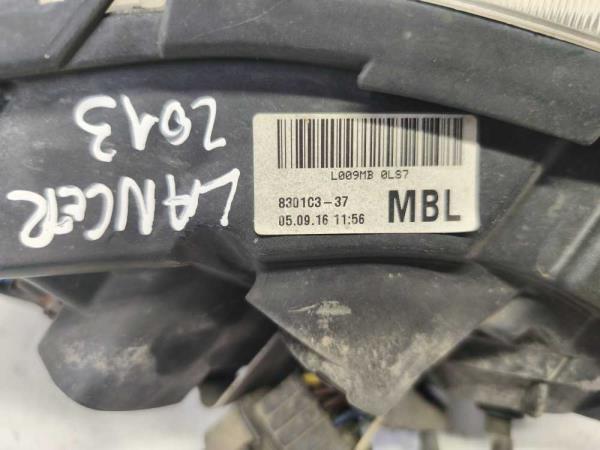 LANCER
2013
L009MB 0LS7
8301C3-37
05.09.16 11:56
MBL